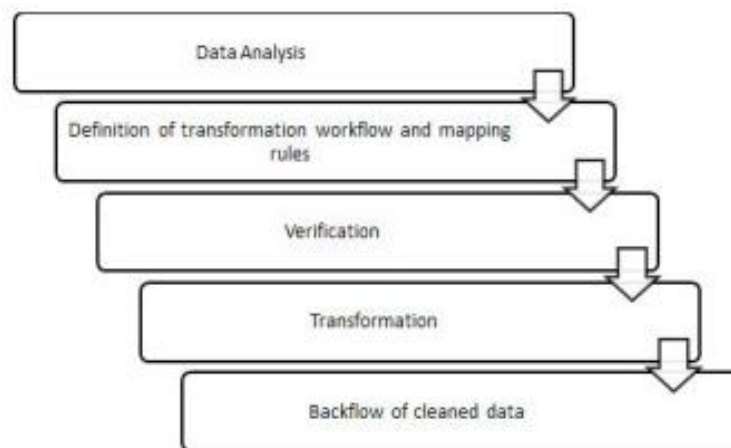 Data Analysis
Definition of transformation workflow and mapping
rules
Verification
Transformation
Backflow of cleaned data